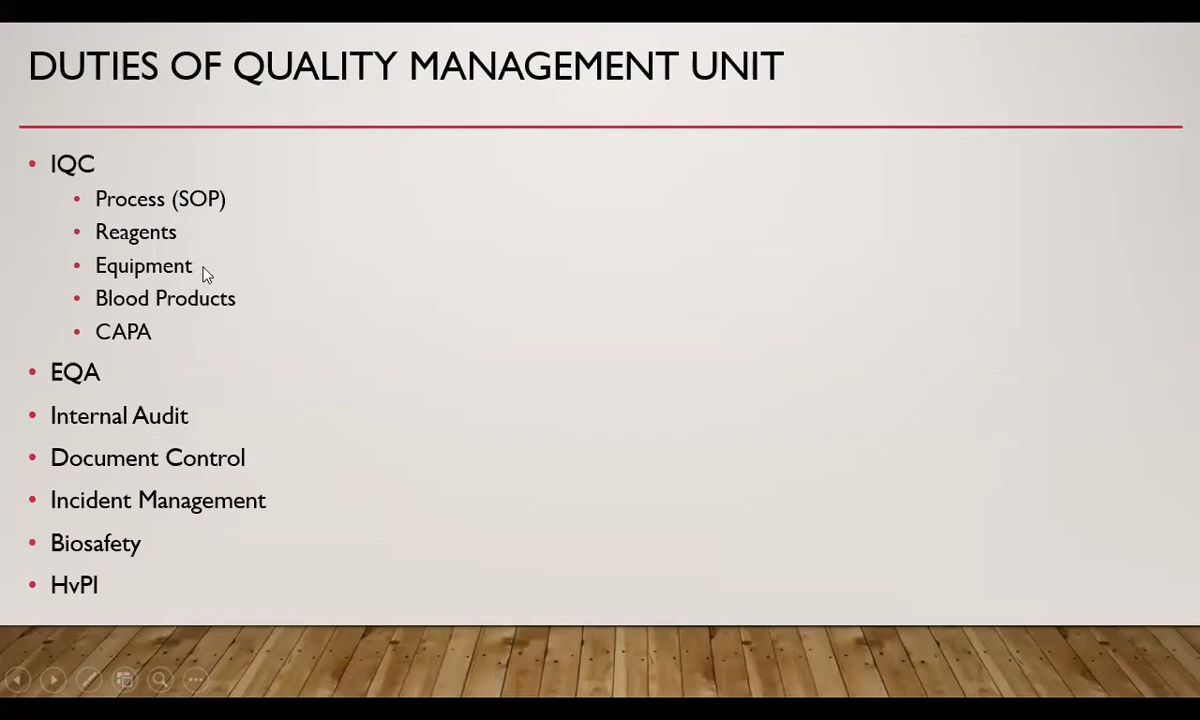 DUTIES OF QUALITY MANAGEMENT UNIT
IQC
Process (SOP)
Reagents
Equipment
Blood Products
CAPA
EQA
Internal Audit
Document Control
Incident Management
Biosafety
HvPI